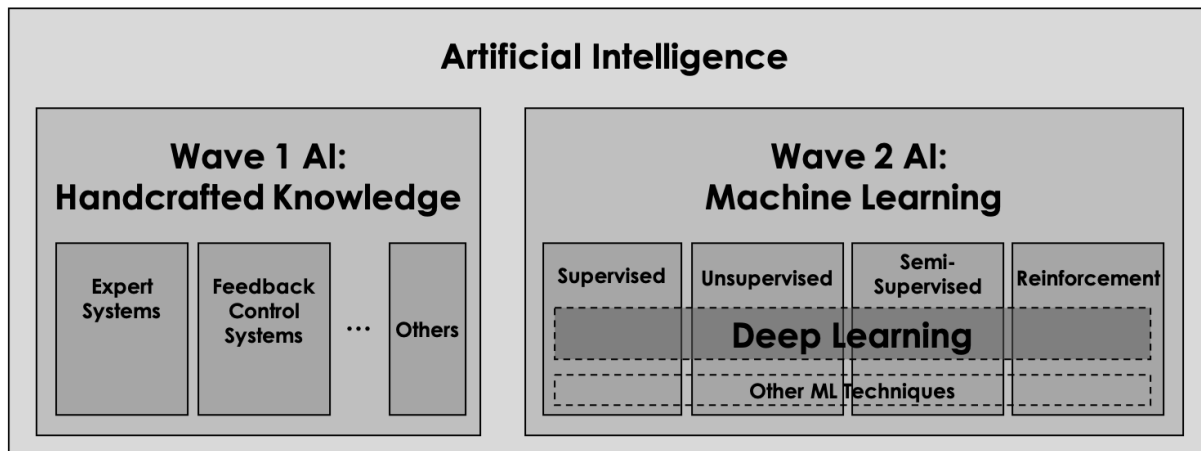 Artificial Intelligence
Wave 1 AI:
Handcrafted Knowledge
Expert
Systems
Feedback
Control
Systems
...
Others
Wave 2 AI:
Machine Learning
Supervised
Unsupervised
Semi-
Supervised
Reinforcement
Deep Learning
Other ML Techniques